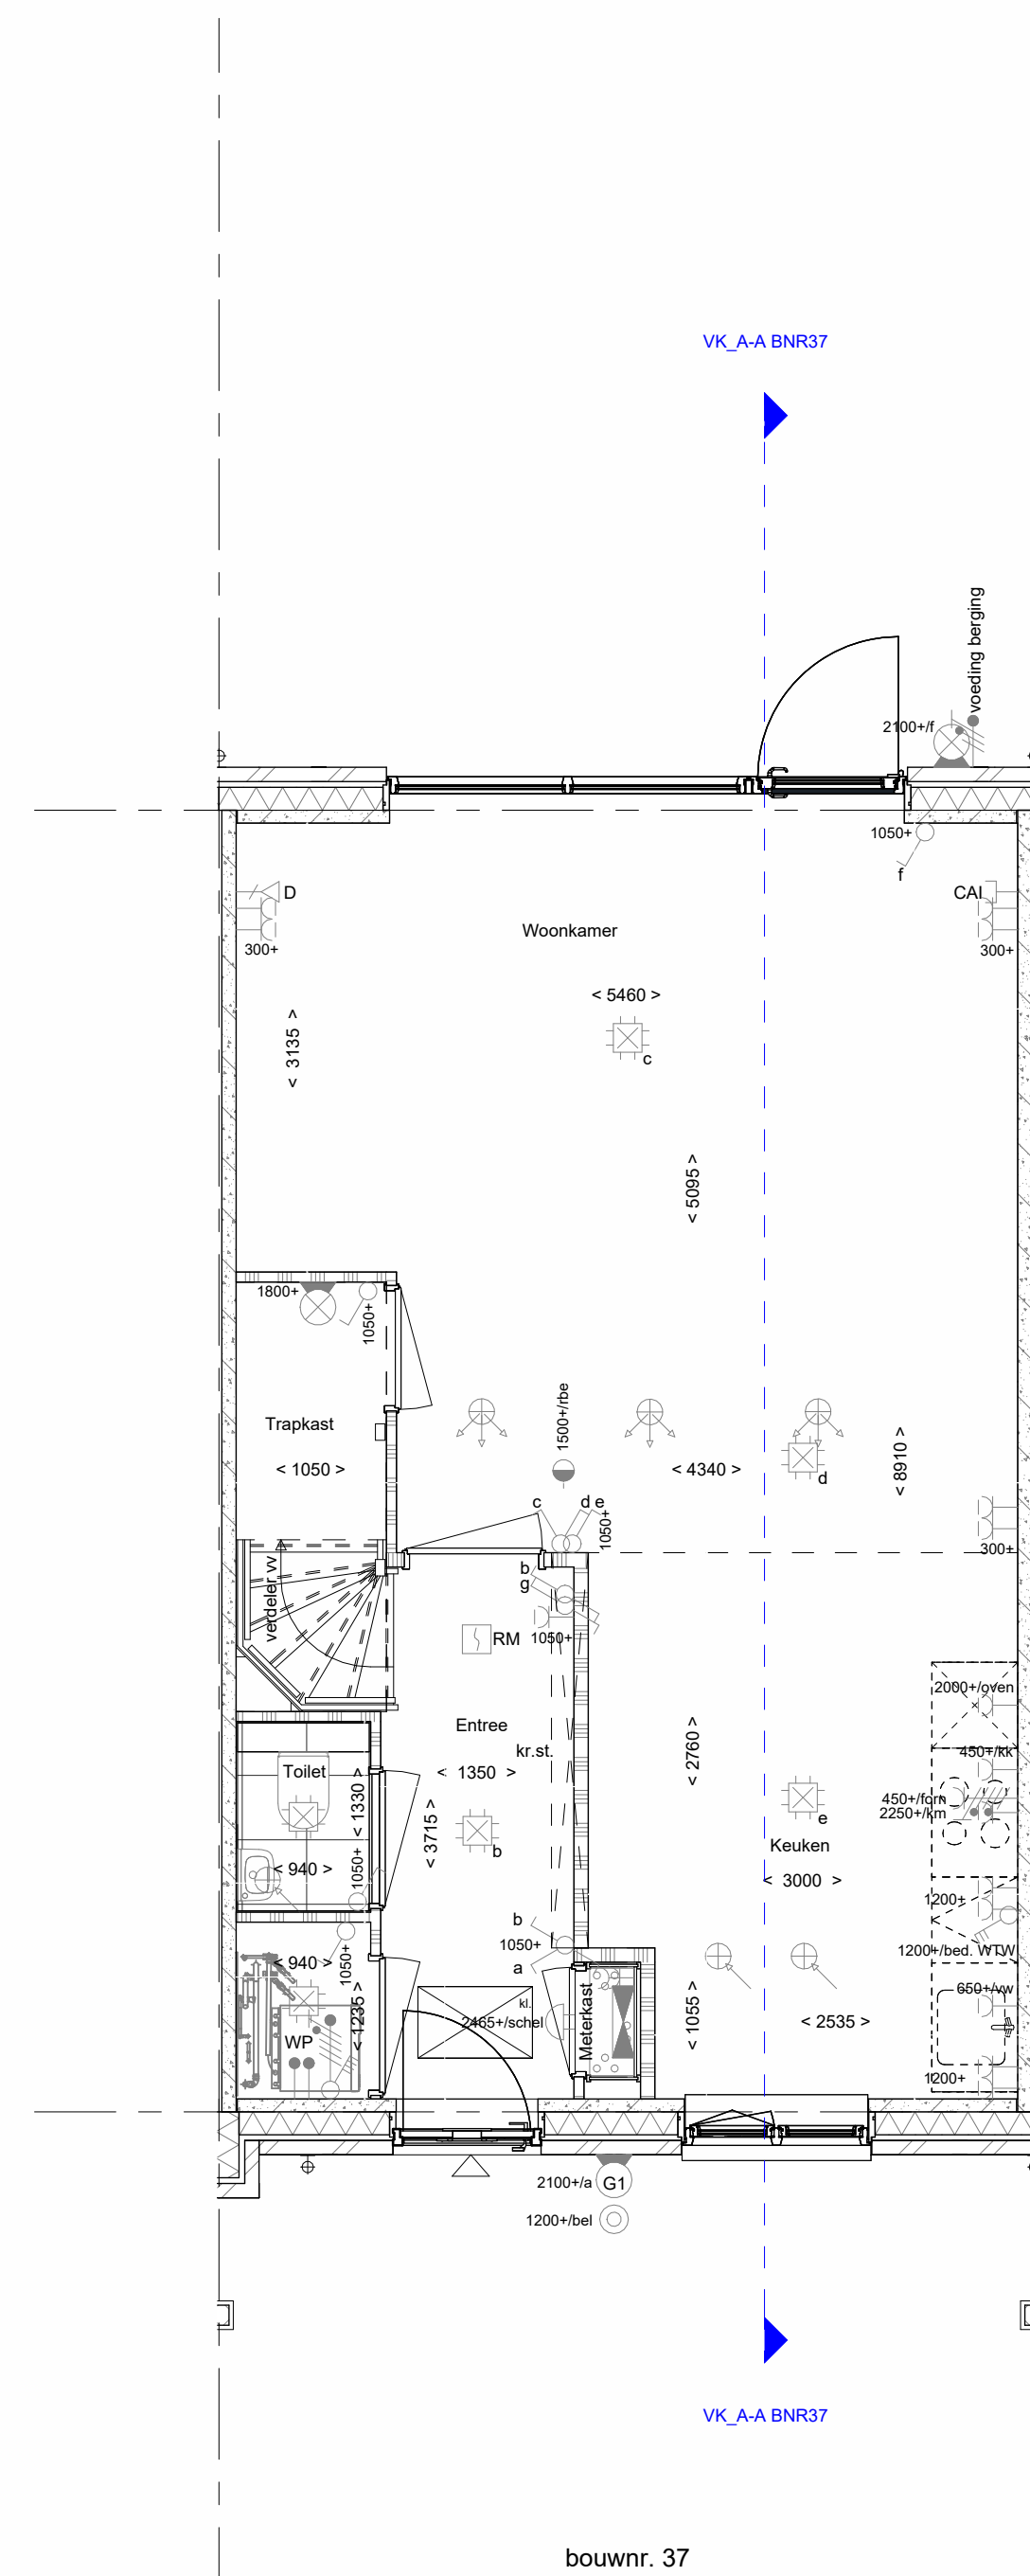 VK_A-A BNR37
voeding berging
2100+/f
1050+
f
D
300+
CAI
300+
Woonkamer
< 5460 >
c
< 3135 >
< 5095 >
1800+
1050+
Trapkast
< 1050 >
1500+/rbe
< 4340 >
d
< 8910 >
c
d e
1050+
300+
verdeler vv
b
g
1050+
RM
2000+/oven
Entree
kr.st.
< 1350 >
< 2760 >
450+/kk
Toilet
< 1330 >
450+/forn
2250+/km
e
< 3715 >
b
Keuken
< 940 >
1050+
< 3000 >
1200+
b
1050+
a
1200+/bed. WTW
< 940 >
1050+
650+/vw
kl.
2465+/schel
Meterkast
< 1055 >
< 2535 >
< 1235 >
WP
1200+
2100+/a
G1
1200+/bel
VK_A-A BNR37
bouwnr. 37